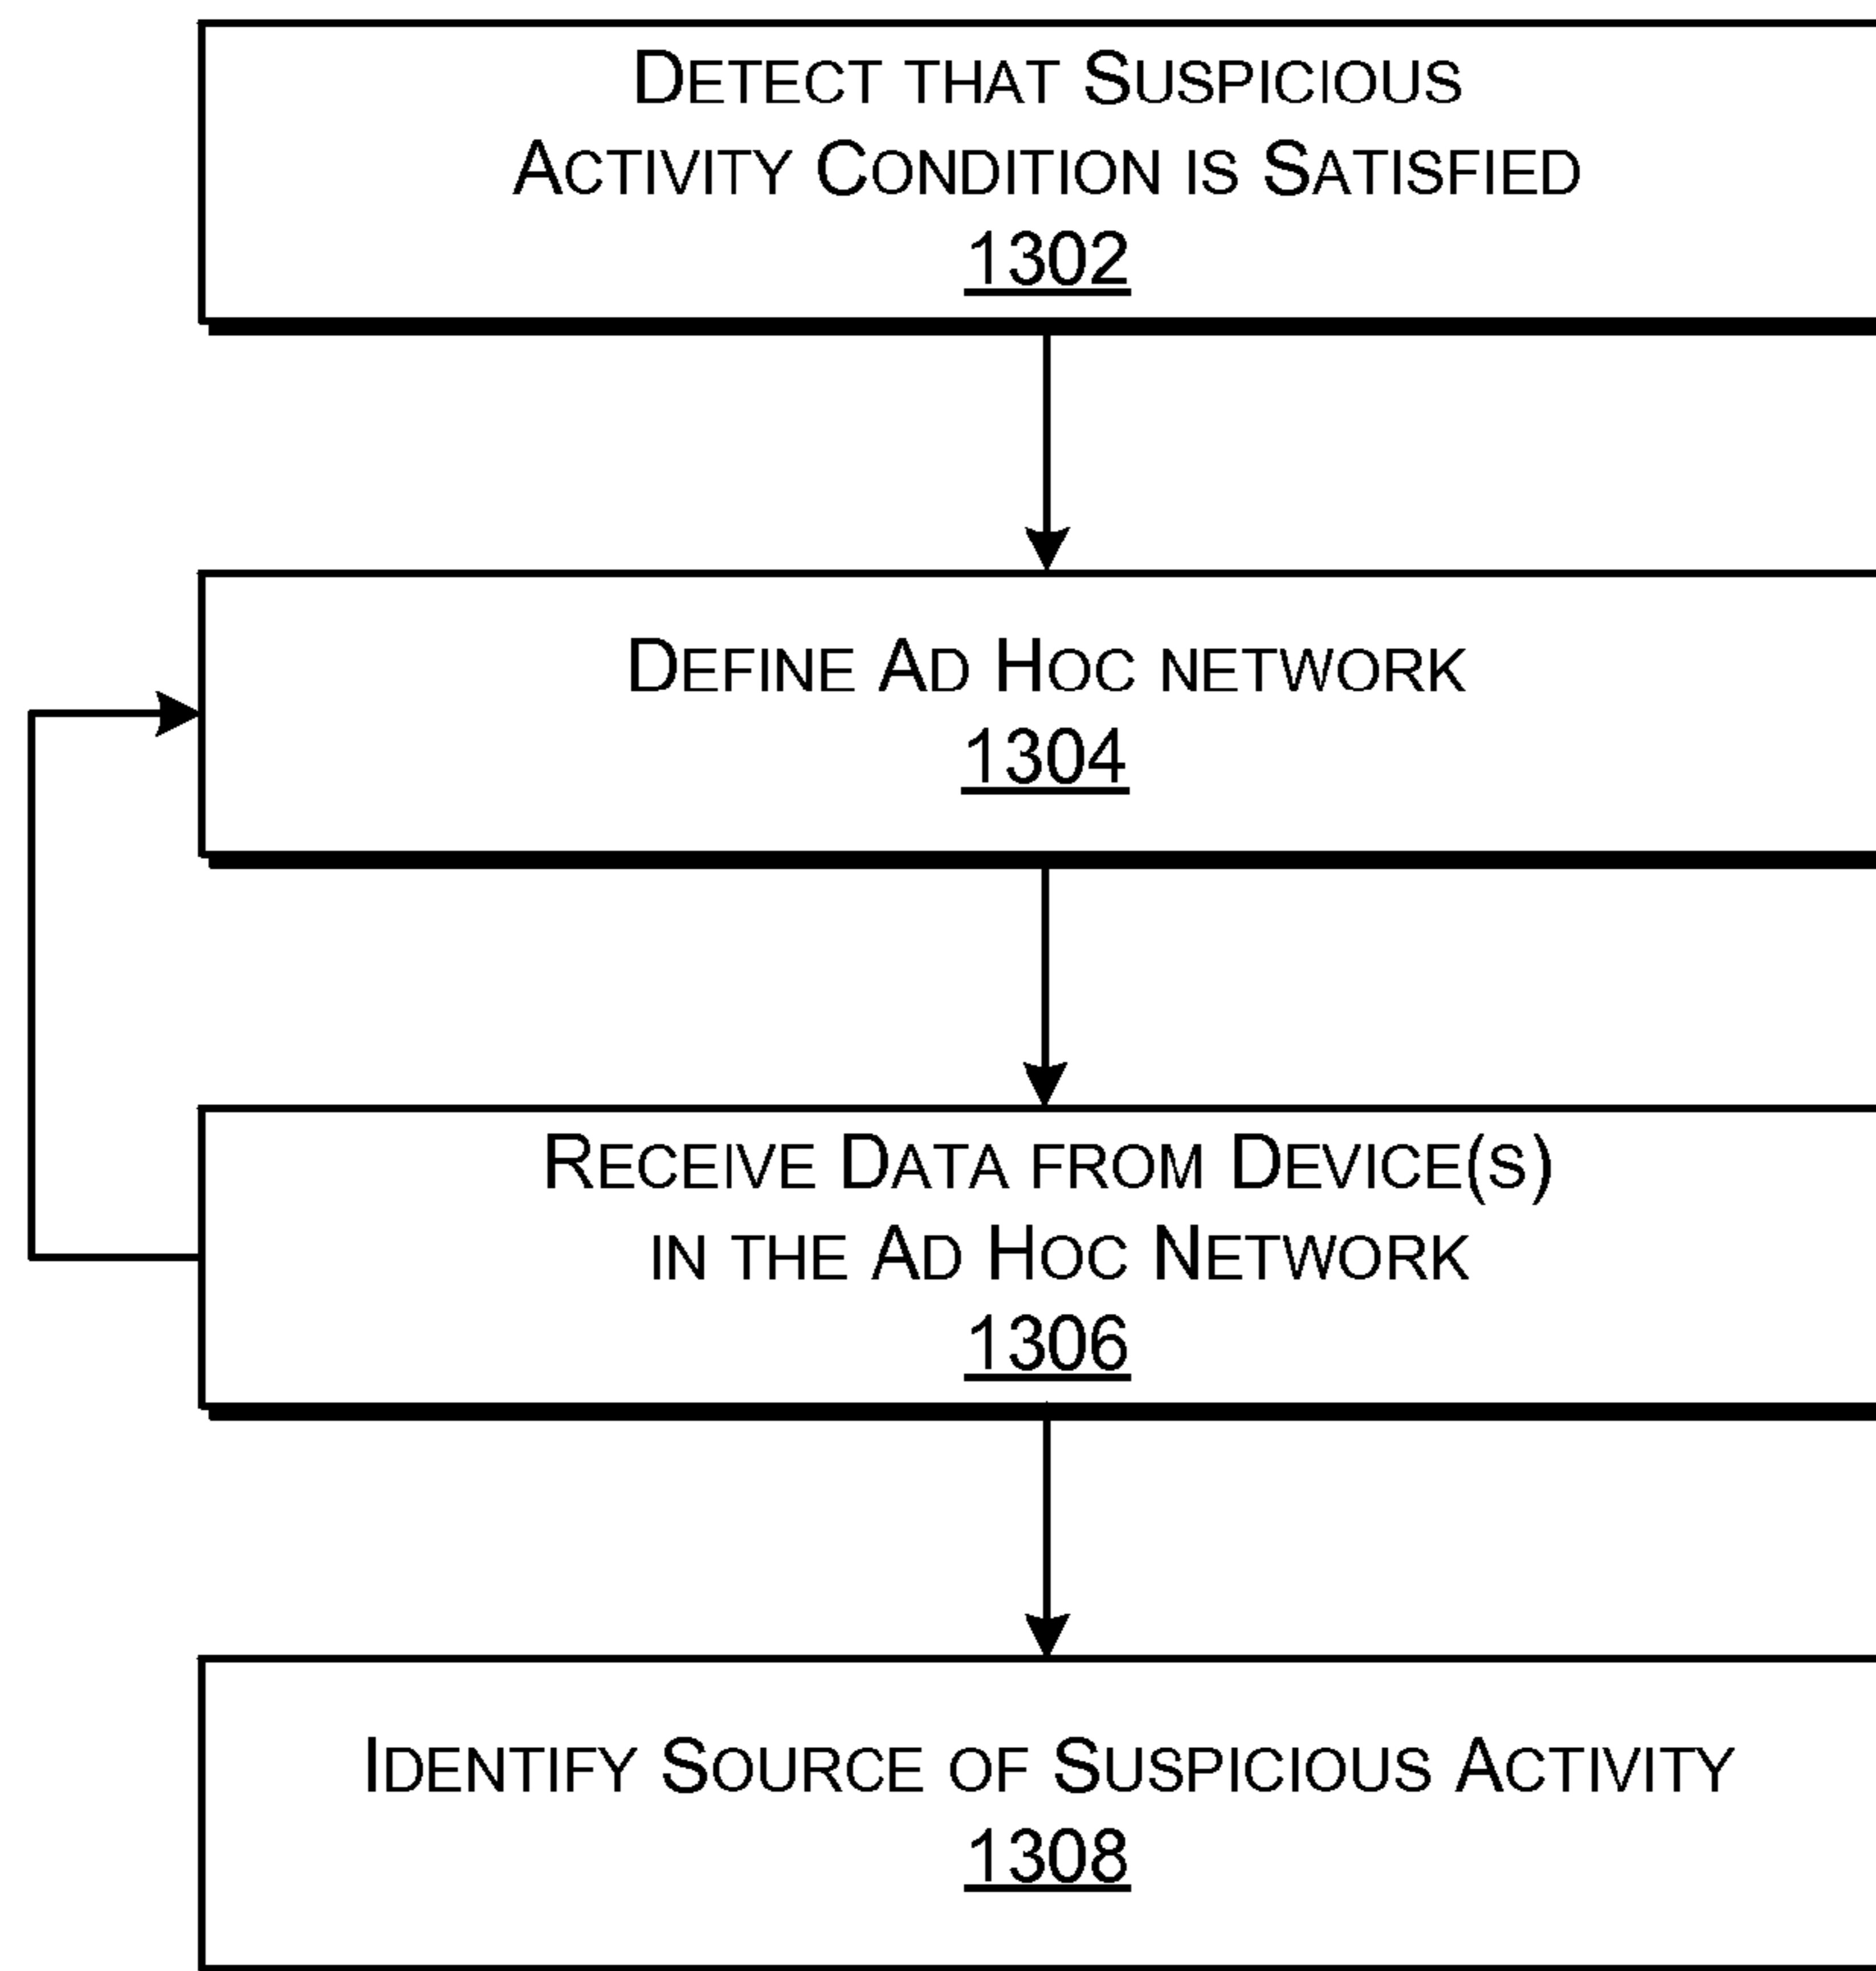 Detect that Suspicious
Activity Condition is Satisfied
1302
Define Ad Hoc network
1304
Receive Data from Device(s)
in the Ad Hoc Network
1306
Identify Source of Suspicious Activity
1308